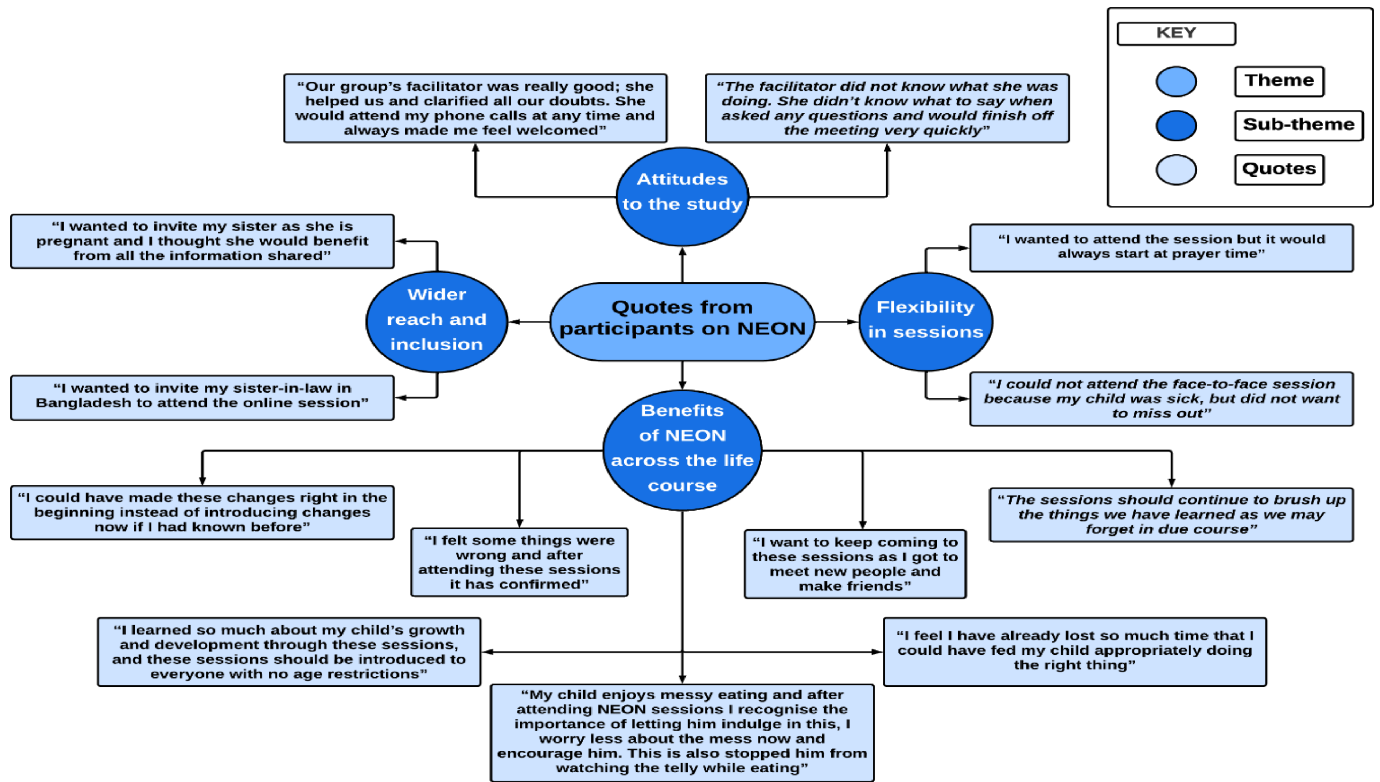 KEY
Theme
Sub-theme
Quotes
“Our group’s facilitator was really good; she
helped us and clarified all our doubts. She
would attend my phone calls at any time and
always made me feel welcomed”
“The facilitator did not know what she was
doing. She didn’t know what to say when
asked any questions and would finish
off the meeting very quickly”
Attitudes
to the study
“I wanted to invite my sister as she is
pregnant and I thought she would benefit
from all the information shared”
“I wanted to attend the session but it would
always start at prayer time”
Wider
reach and
inclusion
Quotes from
participants on NEON
Flexibility
in sessions
“I wanted to invite my sister-in-law in
Bangladesh to attend the online session”
“I could not attend the face-to-face session
because my child was sick, but did not want
to miss out”
Benefits
of NEON
across the life
course
“I could have made these changes right in the
beginning instead of introducing changes
now if I had known before”
“I felt some things were
wrong and after
attending these sessions
it has confirmed”
“I want to keep coming to
these sessions as I got to
meet new people and
make friends”
“The sessions should continue to brush up
the things we have learned as we may
forget in due course”
“I learned so much about my child’s growth
and development through these sessions,
and these sessions should be introduced to
everyone with no age restrictions”
“I feel I have already lost so much time that I
could have fed my child appropriately doing
the right thing”
“My child enjoys messy eating and after
attending NEON sessions I recognise the
importance of letting him indulge in this, I
worry less about the mess now and
encourage him. This is also stopped him from
watching the telly while eating”